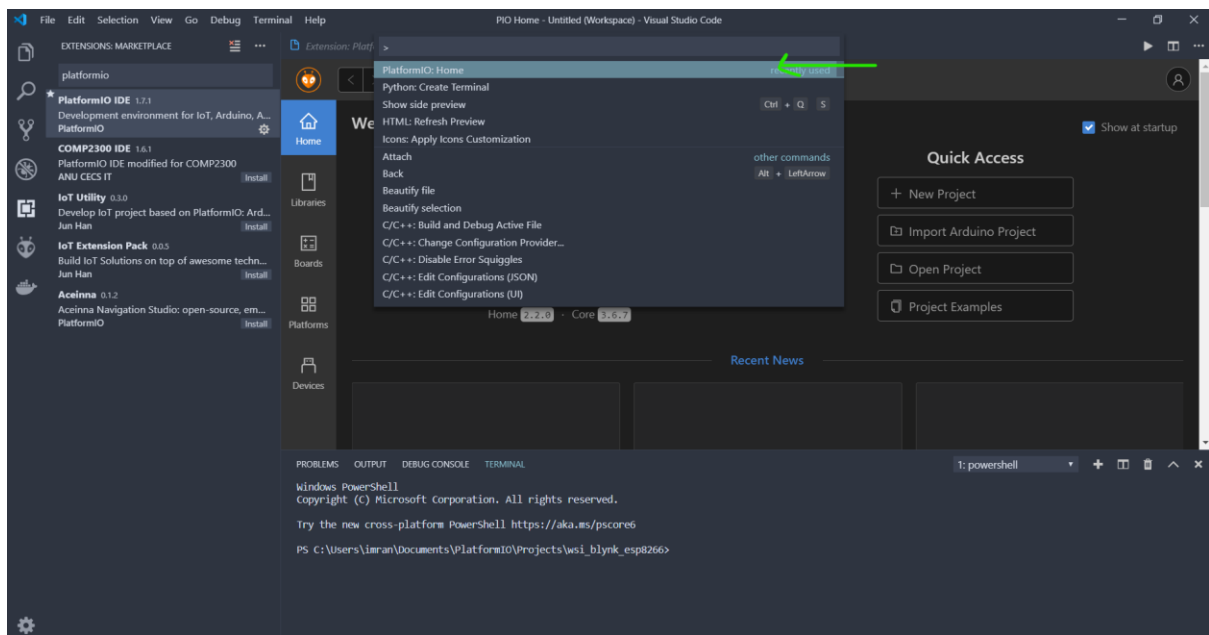 File Edit Selection View Go Debug Terminal Help
PIO Home - Untitled (Workspace) - Visual Studio Code
EXTENSIONS: MARKETPLACE
platformio
PlatformIO IDE 1.7.1
Development environment for IoT, Arduino, A...
PlatformIO
COMP2300 IDE 1.6.1
PlatformIO IDE modified for COMP2300
ANU CECS IT Install
IoT Utility 0.3.0
Develop IoT project based on PlatformIO: Ard...
Jun Han Install
IoT Extension Pack 0.0.5
Build IoT Solutions on top of awesome techn...
Jun Han Install
Aceinna 0.1.2
Aceinna Navigation Studio: open-source, em...
PlatformIO Install
Extension: Platf
>
PlatformIO: Home recently used
Python: Create Terminal
Show side preview Ctrl + Q S
HTML: Refresh Preview
Icons: Apply Icons Customization
Attach other commands
Back Alt + LeftArrow
Beautify file
Beautify selection
C/C++: Build and Debug Active File
C/C++: Change Configuration Provider...
C/C++: Disable Error Squiggles
C/C++: Edit Configurations (JSON)
C/C++: Edit Configurations (UI)
Home
Libraries
Boards
Platforms
Devices
We
Show at startup
Quick Access
New Project
Import Arduino Project
Open Project
Project Examples
Home 2.2.0 · Core 3.6.7
Recent News
PROBLEMS OUTPUT DEBUG CONSOLE TERMINAL
1: powershell
Windows PowerShell
Copyright (C) Microsoft Corporation. All rights reserved.
Try the new cross-platform PowerShell https://aka.ms/pscore6
PS C:\Users\imran\Documents\PlatformIO\Projects\wsi_blynk_esp8266>